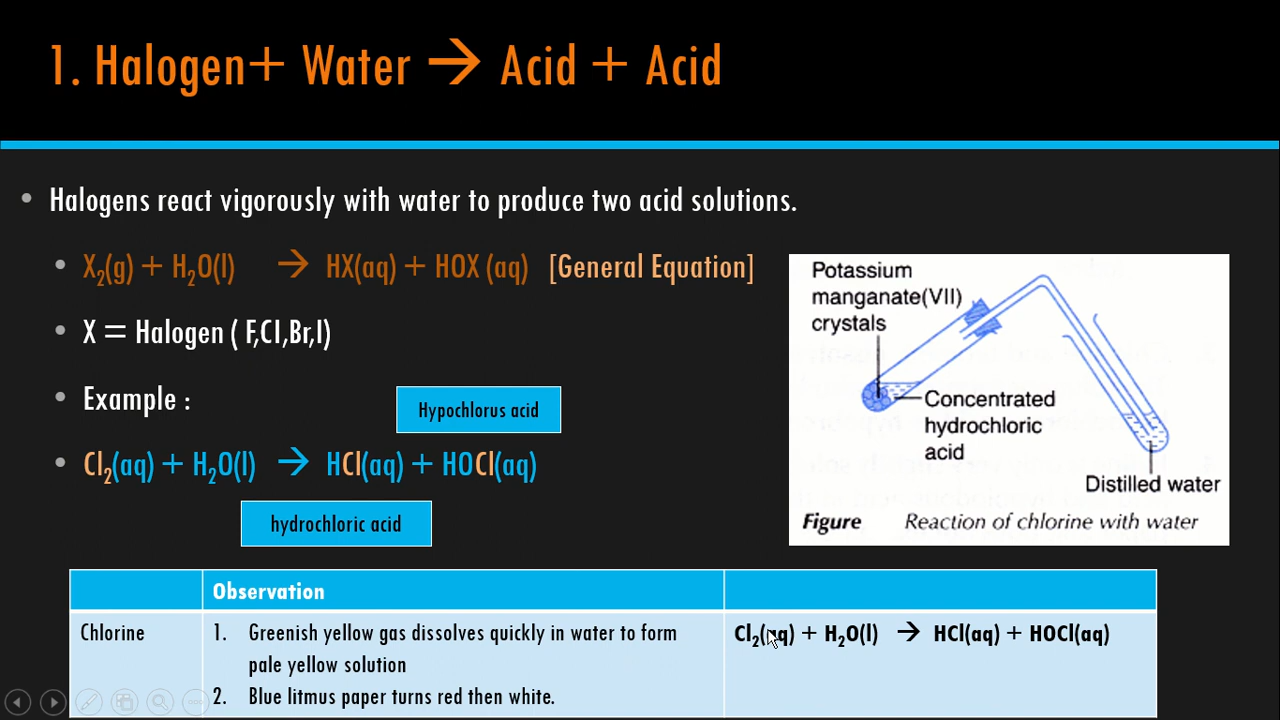 1. Halogen+ Water → Acid + Acid
• Halogens react vigorously with water to produce two acid solutions.
• X₂(g) + H₂O(l) → HX(aq) + HOX (aq) [General Equation]
• X = Halogen ( F,Cl,Br,I)
• Example :
Hypochlorus acid
• Cl₂(aq) + H₂O(l) → HCl(aq) + HOCl(aq)
hydrochloric acid
Potassium
manganate(VII)
crystals
Concentrated
hydrochloric
acid
Distilled water
Figure Reaction of chlorine with water
Observation
Chlorine
1. Greenish yellow gas dissolves quickly in water to form
pale yellow solution
2. Blue litmus paper turns red then white.
Cl₂(aq) + H₂O(l) → HCl(aq) + HOCl(aq)